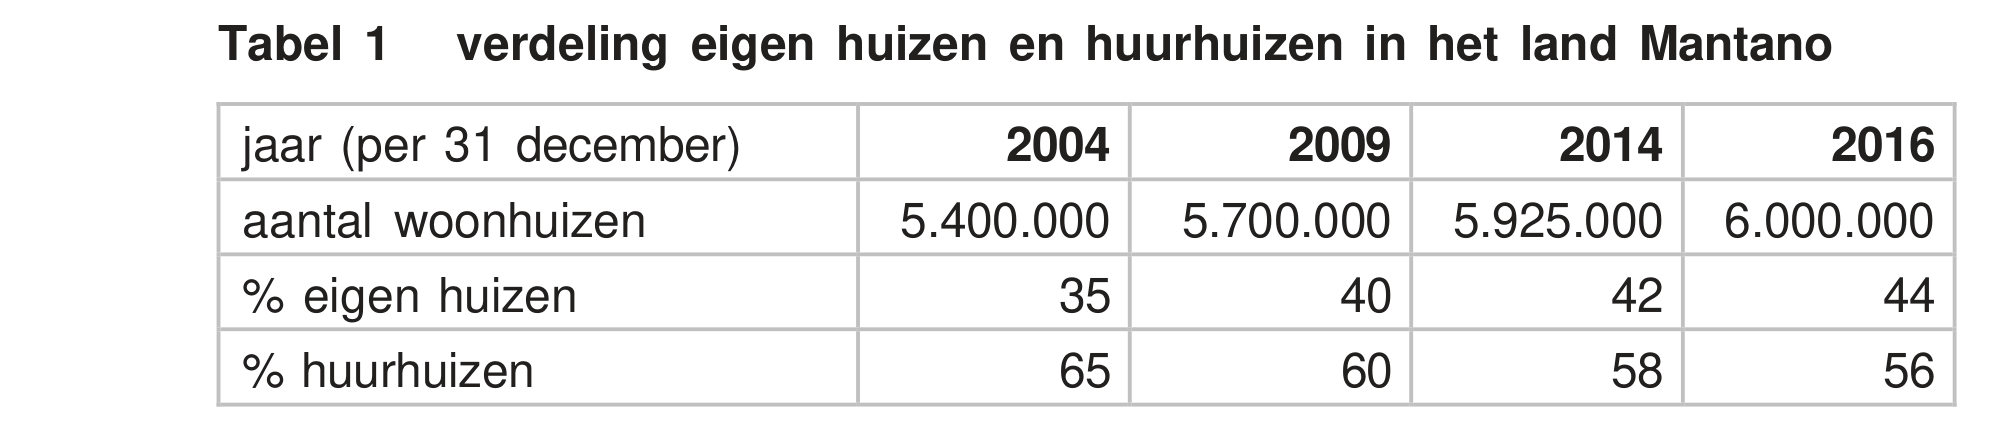 Tabel 1 verdeling eigen huizen en huurhuizen in het land Mantano
jaar (per 31 december) 2004 2009 2014 2016
aantal woonhuizen 5.400.000 5.700.000 5.925.000 6.000.000
% eigen huizen 35 40 42 44
% huurhuizen 65 60 58 56